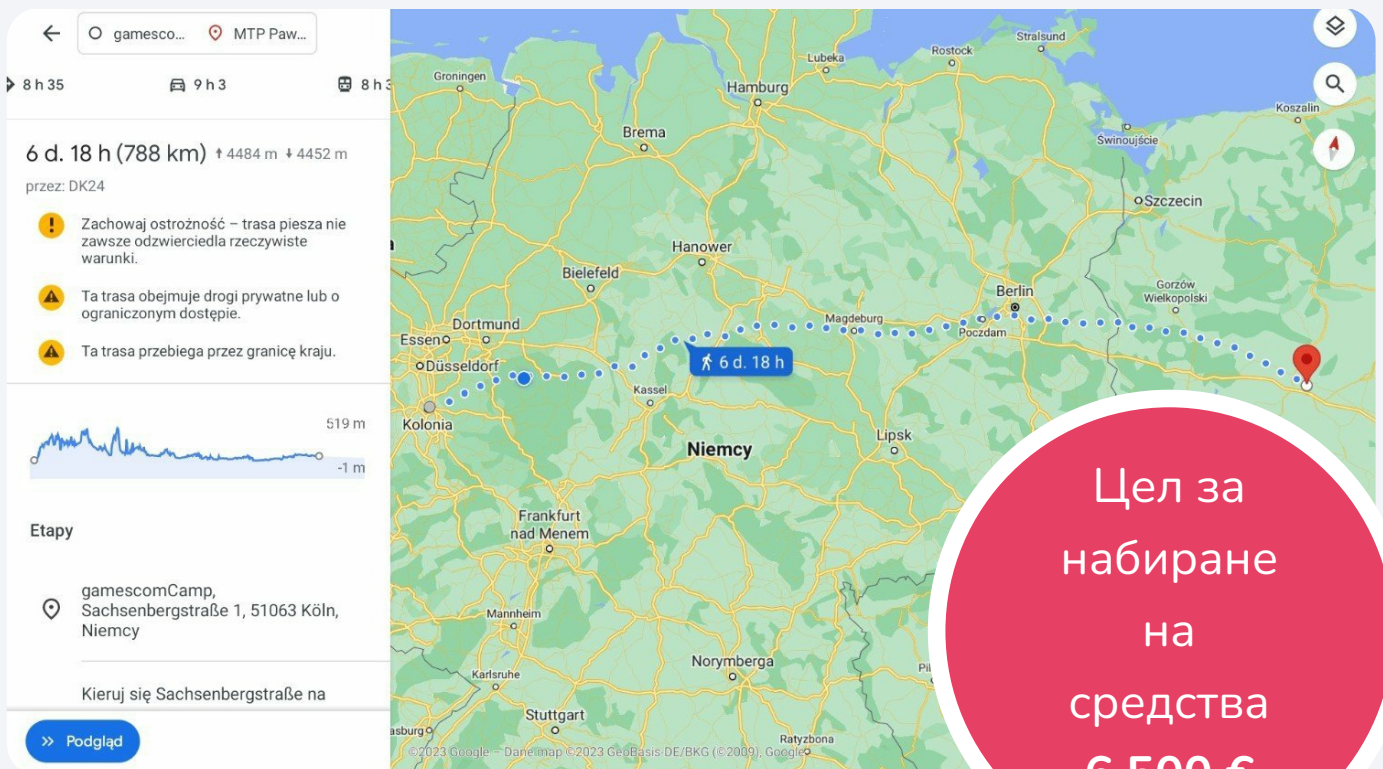 gamesco... MTP Paw...
8 h 35 9 h 3
6 d. 18 h (788 km) 4484 m 4452 m
przez: DK24
Zachowaj ostrożność – trasa piesza nie
zawsze odzwierciedla rzeczywiste
warunki.
Ta trasa obejmuje drogi prywatne lub o
ograniczonym dostępie.
Ta trasa przebiega przez granicę kraju.
519 m
-1 m
Etapy
gamescomCamp,
Sachsenbergstraße 1, 51063 Köln,
Niemcy
Kieruj się Sachsenbergstraße na
Podgląd
Stralsund
Rostock
Lubeka
Groningen
Hamburg
Koszalin
Brema
Świnoujście
Szczecin
Hanower
Bielefeld
Gorzów
Wielkopolski
Berlin
Magdeburg
Poczdam
Dortmund
Essen
Düsseldorf
6 d. 18 h
Kassel
Kolonia
Lipsk
Niemcy
Frankfurt
nad Menem
Mannheim
Norymberga
Karlsruhe
Stuttgart
Ratyzbona
©2023 Google – Dane map ©2023 GeoBasis-DE/BKG (©2009), Google
Цел за
набиране
на
средства
6 500 €